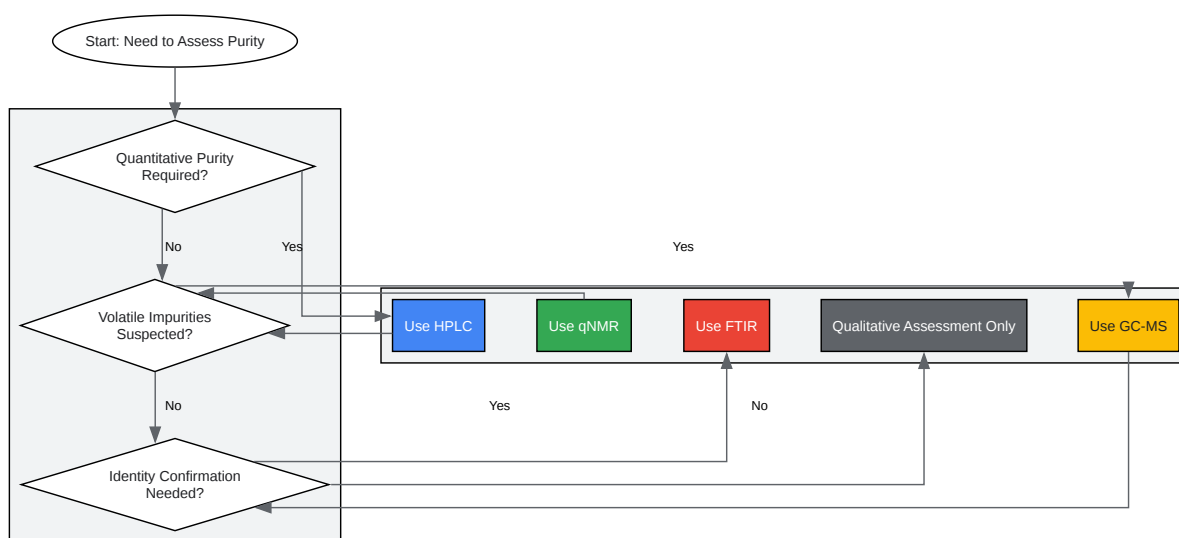 Start: Need to Assess Purity
Quantitative Purity
Required?
No
Yes
Yes
Volatile Impurities
Suspected?
Use HPLC
Use qNMR
Use FTIR
Qualitative Assessment Only
Use GC-MS
No
Yes
No
Identity Confirmation
Needed?